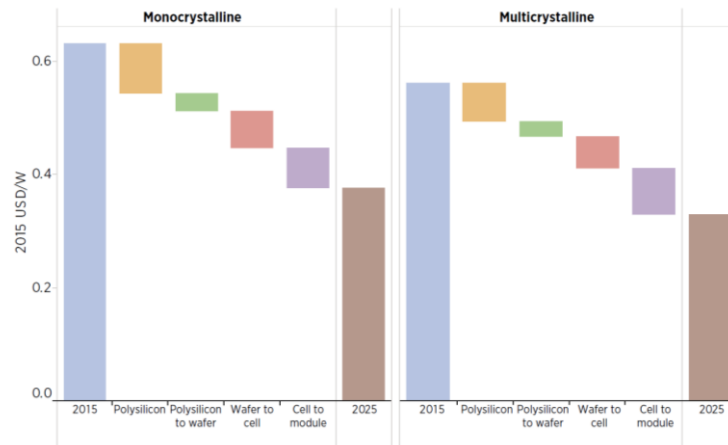 Monocrystalline
Multicrystalline
2015 USD/W
0.6
0.4
0.2
0.0
2015
Polysilicon
Polysilicon
to wafer
Wafer to
cell
Cell to
module
2025
2015
Polysilicon
Polysilicon
to wafer
Wafer to
cell
Cell to
module
2025